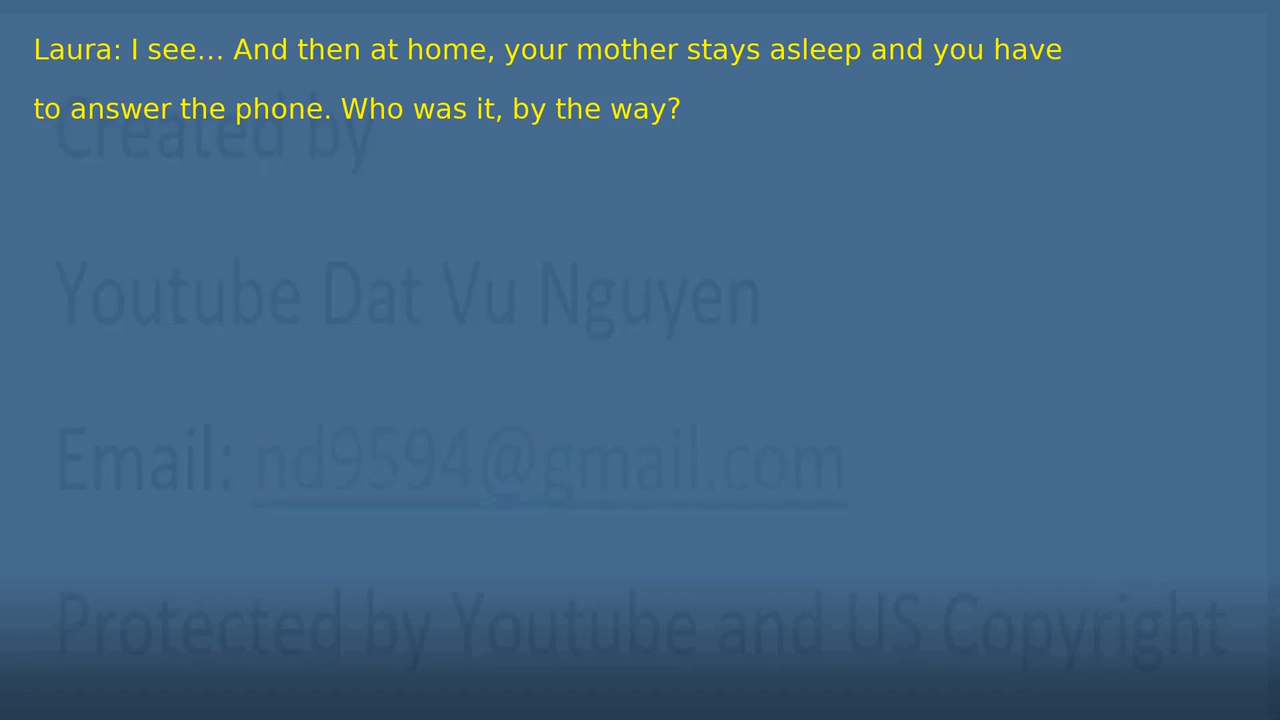 Laura: I see... And then at home, your mother stays asleep and you have
to answer the phone. Who was it, by the way?
Created by
Youtube Dat Vu Nguyen
Email: nd9594@gmail.com
Protected by Youtube and US Copyright